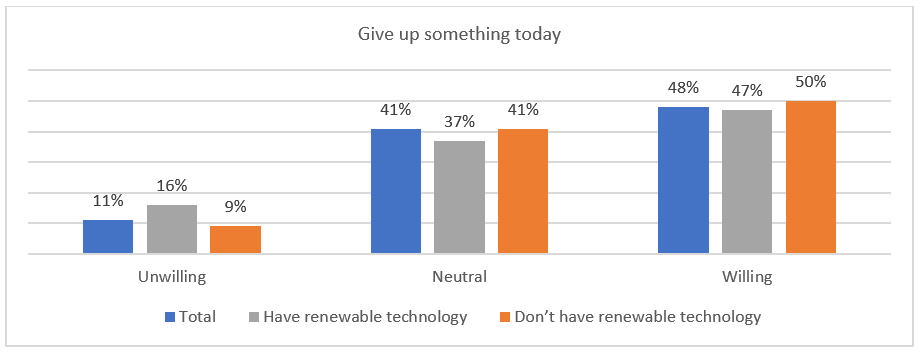 Give up something today
11%
16%
9%
41%
37%
41%
48%
47%
50%
Unwilling
Neutral
Willing
Total
Have renewable technology
Don’t have renewable technology